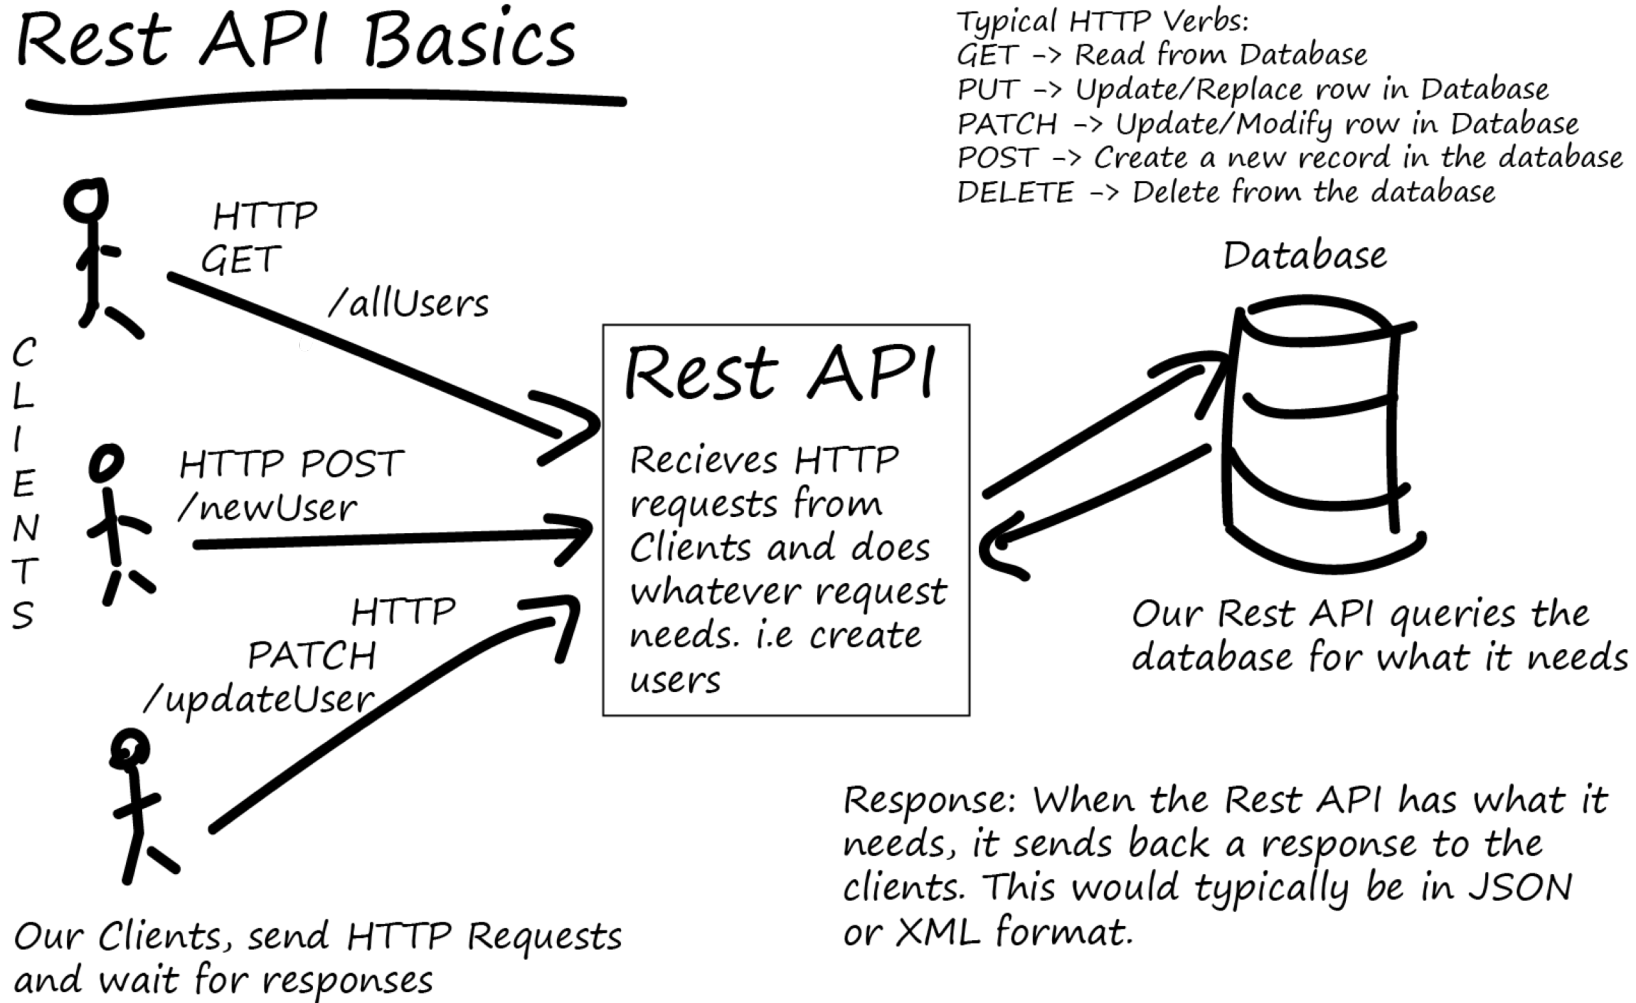 Rest API Basics
Typical HTTP Verbs:
GET -> Read from Database
PUT -> Update/Replace row in Database
PATCH -> Update/Modify row in Database
POST -> Create a new record in the database
DELETE -> Delete from the database
HTTP
GET
/allUsers
C
L
I
E
N
T
S
HTTP POST
/newUser
HTTP
PATCH
/updateUser
Our Clients, send HTTP Requests
and wait for responses
Rest API
Recieves HTTP
requests from
Clients and does
whatever request
needs. i.e create
users
Database
Our Rest API queries the
database for what it needs
Response: When the Rest API has what it
needs, it sends back a response to the
clients. This would typically be in JSON
or XML format.